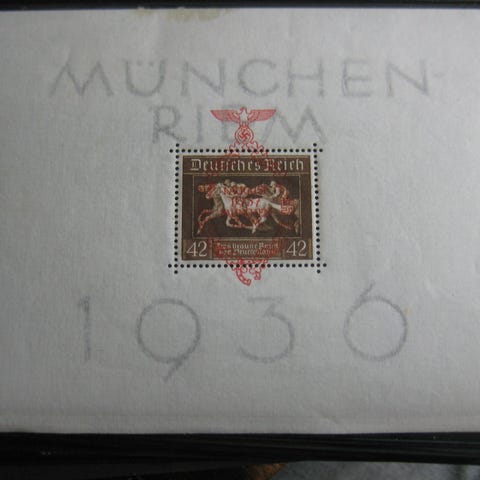 MÜNCHEN-
RIEM
Deutsches Reich
42 Das braune Band 42
von Deutschland
1936